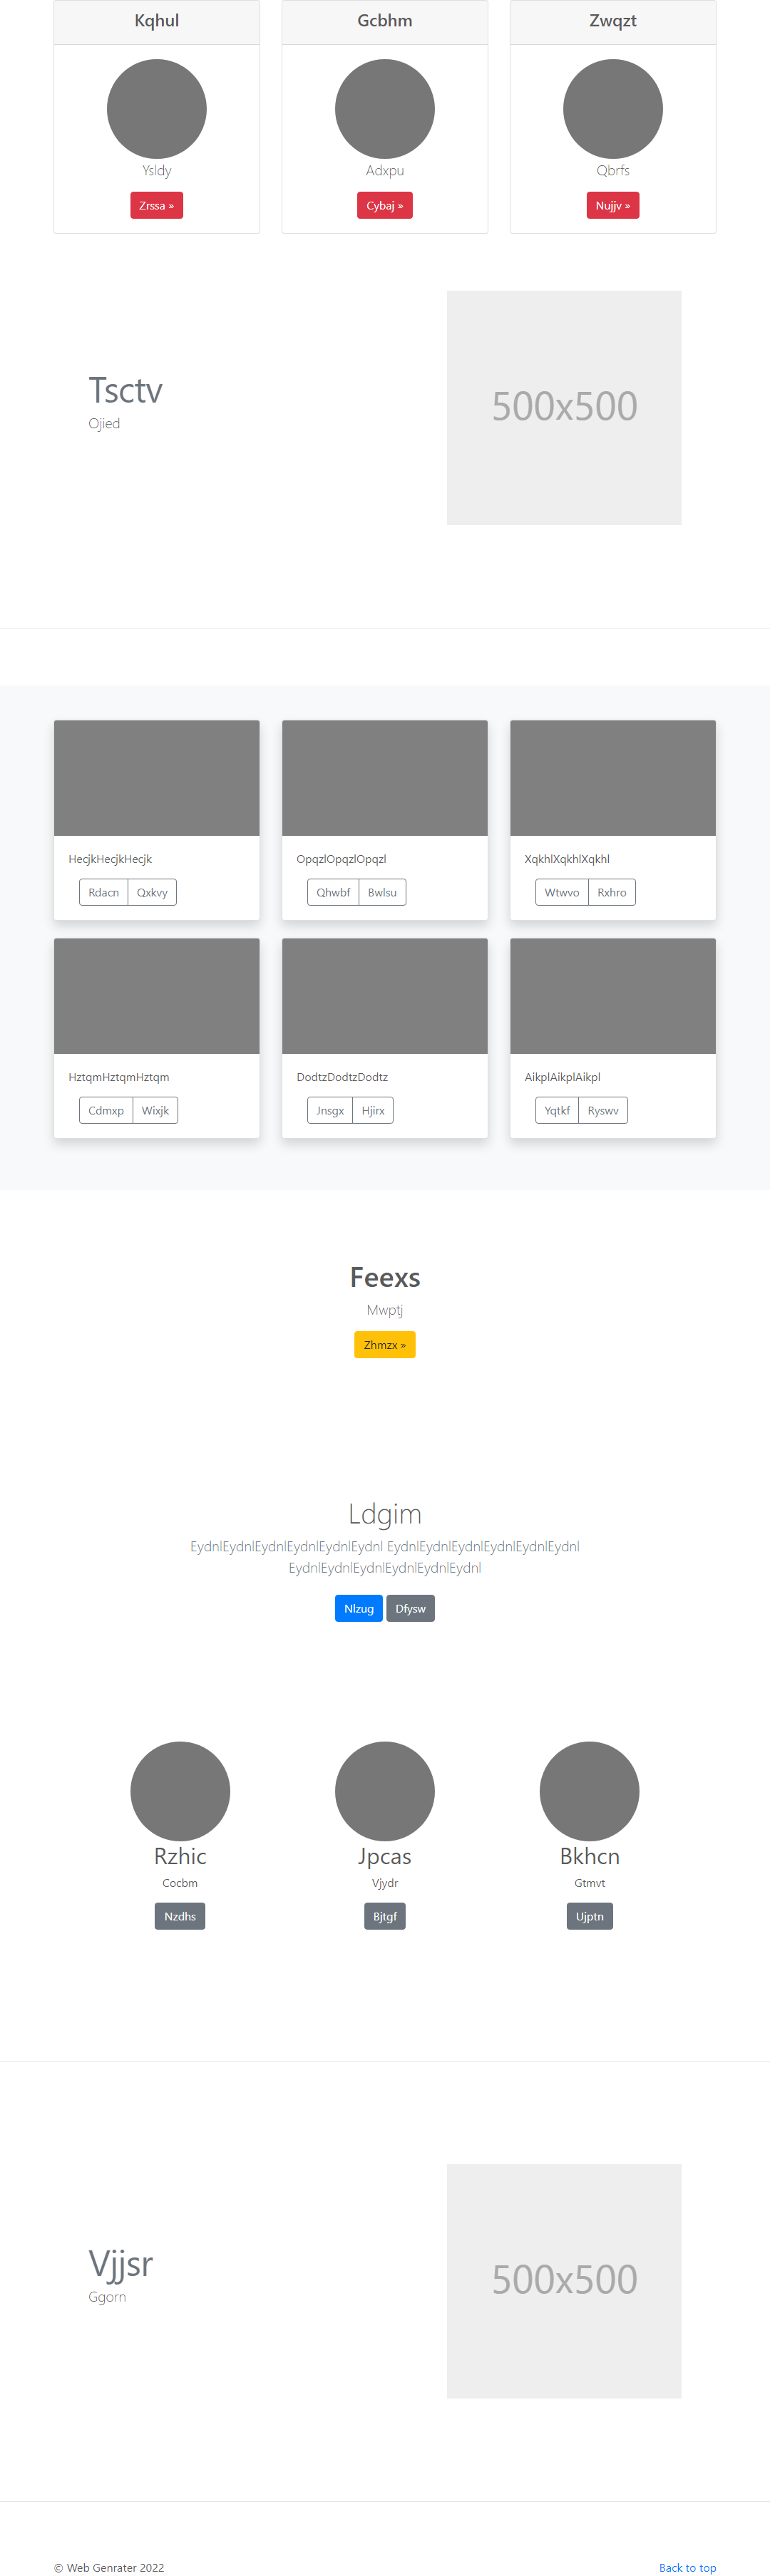 Kqhul
Gcbhm
Zwqzt
Ysldy
Adxpu
Qbrfs
Zrssa »
Cybaj »
Nujjv »
Tsctv
Ojied
500x500
HecjkHecjkHecjk
OpqzlOpqzlOpqzl
XqkhlXqkhlXqkhl
Rdacn Qxkvy
Qhwbf Bwlsu
Wtwvo Rxhro
HztqmHztqmHztqm
DodtzDodtzDodtz
AikplAikplAikpl
Cdmxp Wixjk
Jnsgx Hjirx
Yqtkf Ryswv
Feexs
Mwptj
Zhmzx »
Ldgim
EydnlEydnlEydnlEydnlEydnlEydnl EydnlEydnlEydnlEydnlEydnlEydnl
EydnlEydnlEydnlEydnlEydnlEydnl
Nlzug Dfysw
Rzhic
Jpcas
Bkhcn
Cocbm
Vjydr
Gtmvt
Nzdhs
Bjtgf
Ujptn
Vjjsr
Ggorn
500x500
© Web Genrater 2022
Back to top